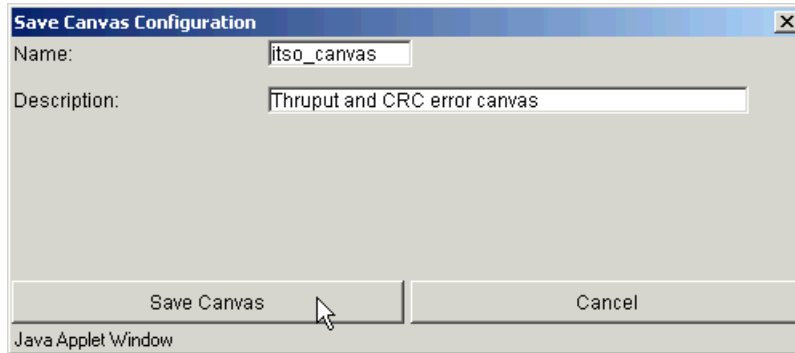 Save Canvas Configuration
Name: itso_canvas
Description: Thruput and CRC error canvas
Save Canvas Cancel
Java Applet Window